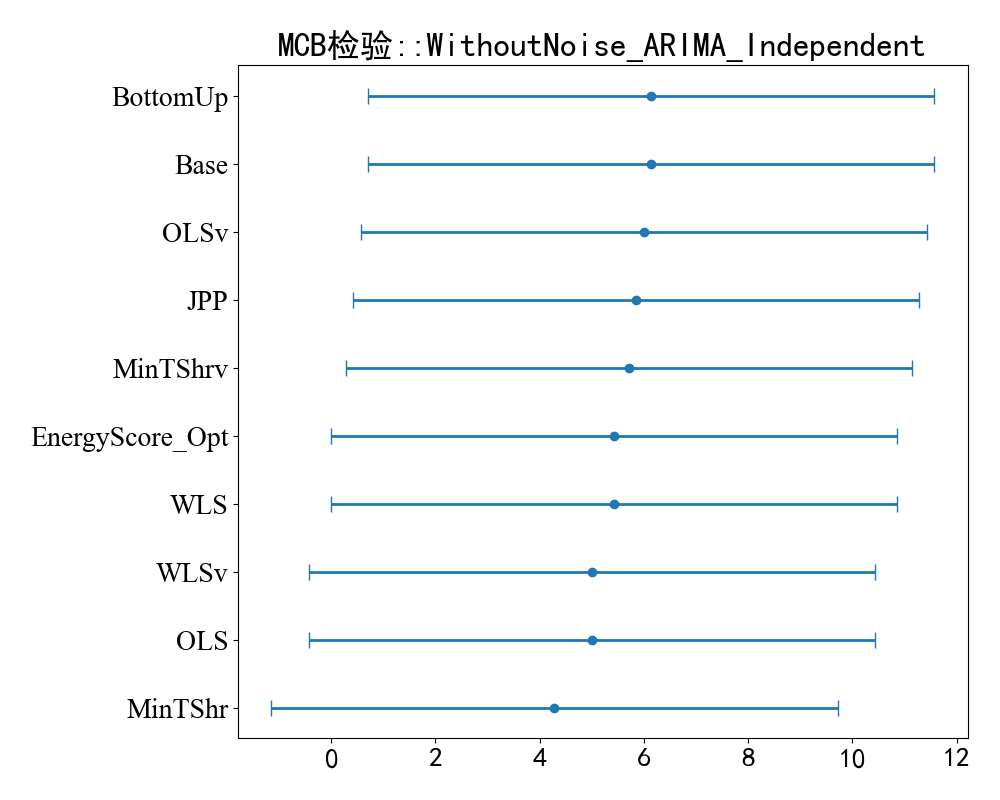 MCB检验::WithoutNoise_ARIMA_Independent
BottomUp
Base
OLSv
JPP
MinTShrv
EnergyScore_Opt
WLS
WLSv
OLS
MinTShr
0 2 4 6 8 10 12